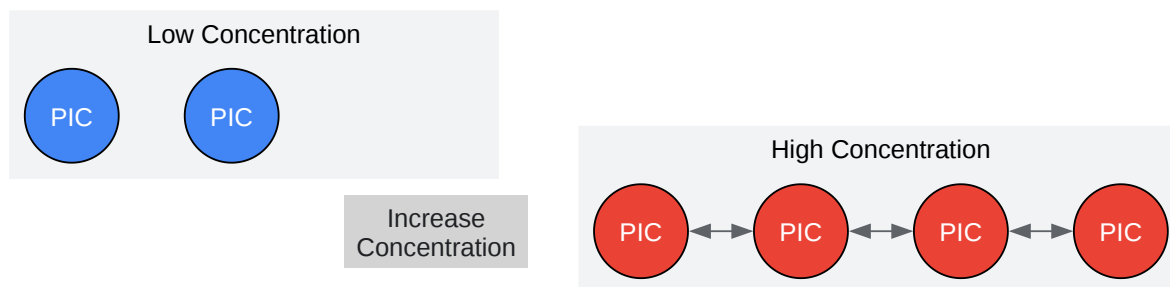 Low Concentration
PIC PIC
High Concentration
Increase
Concentration
PIC PIC PIC PIC